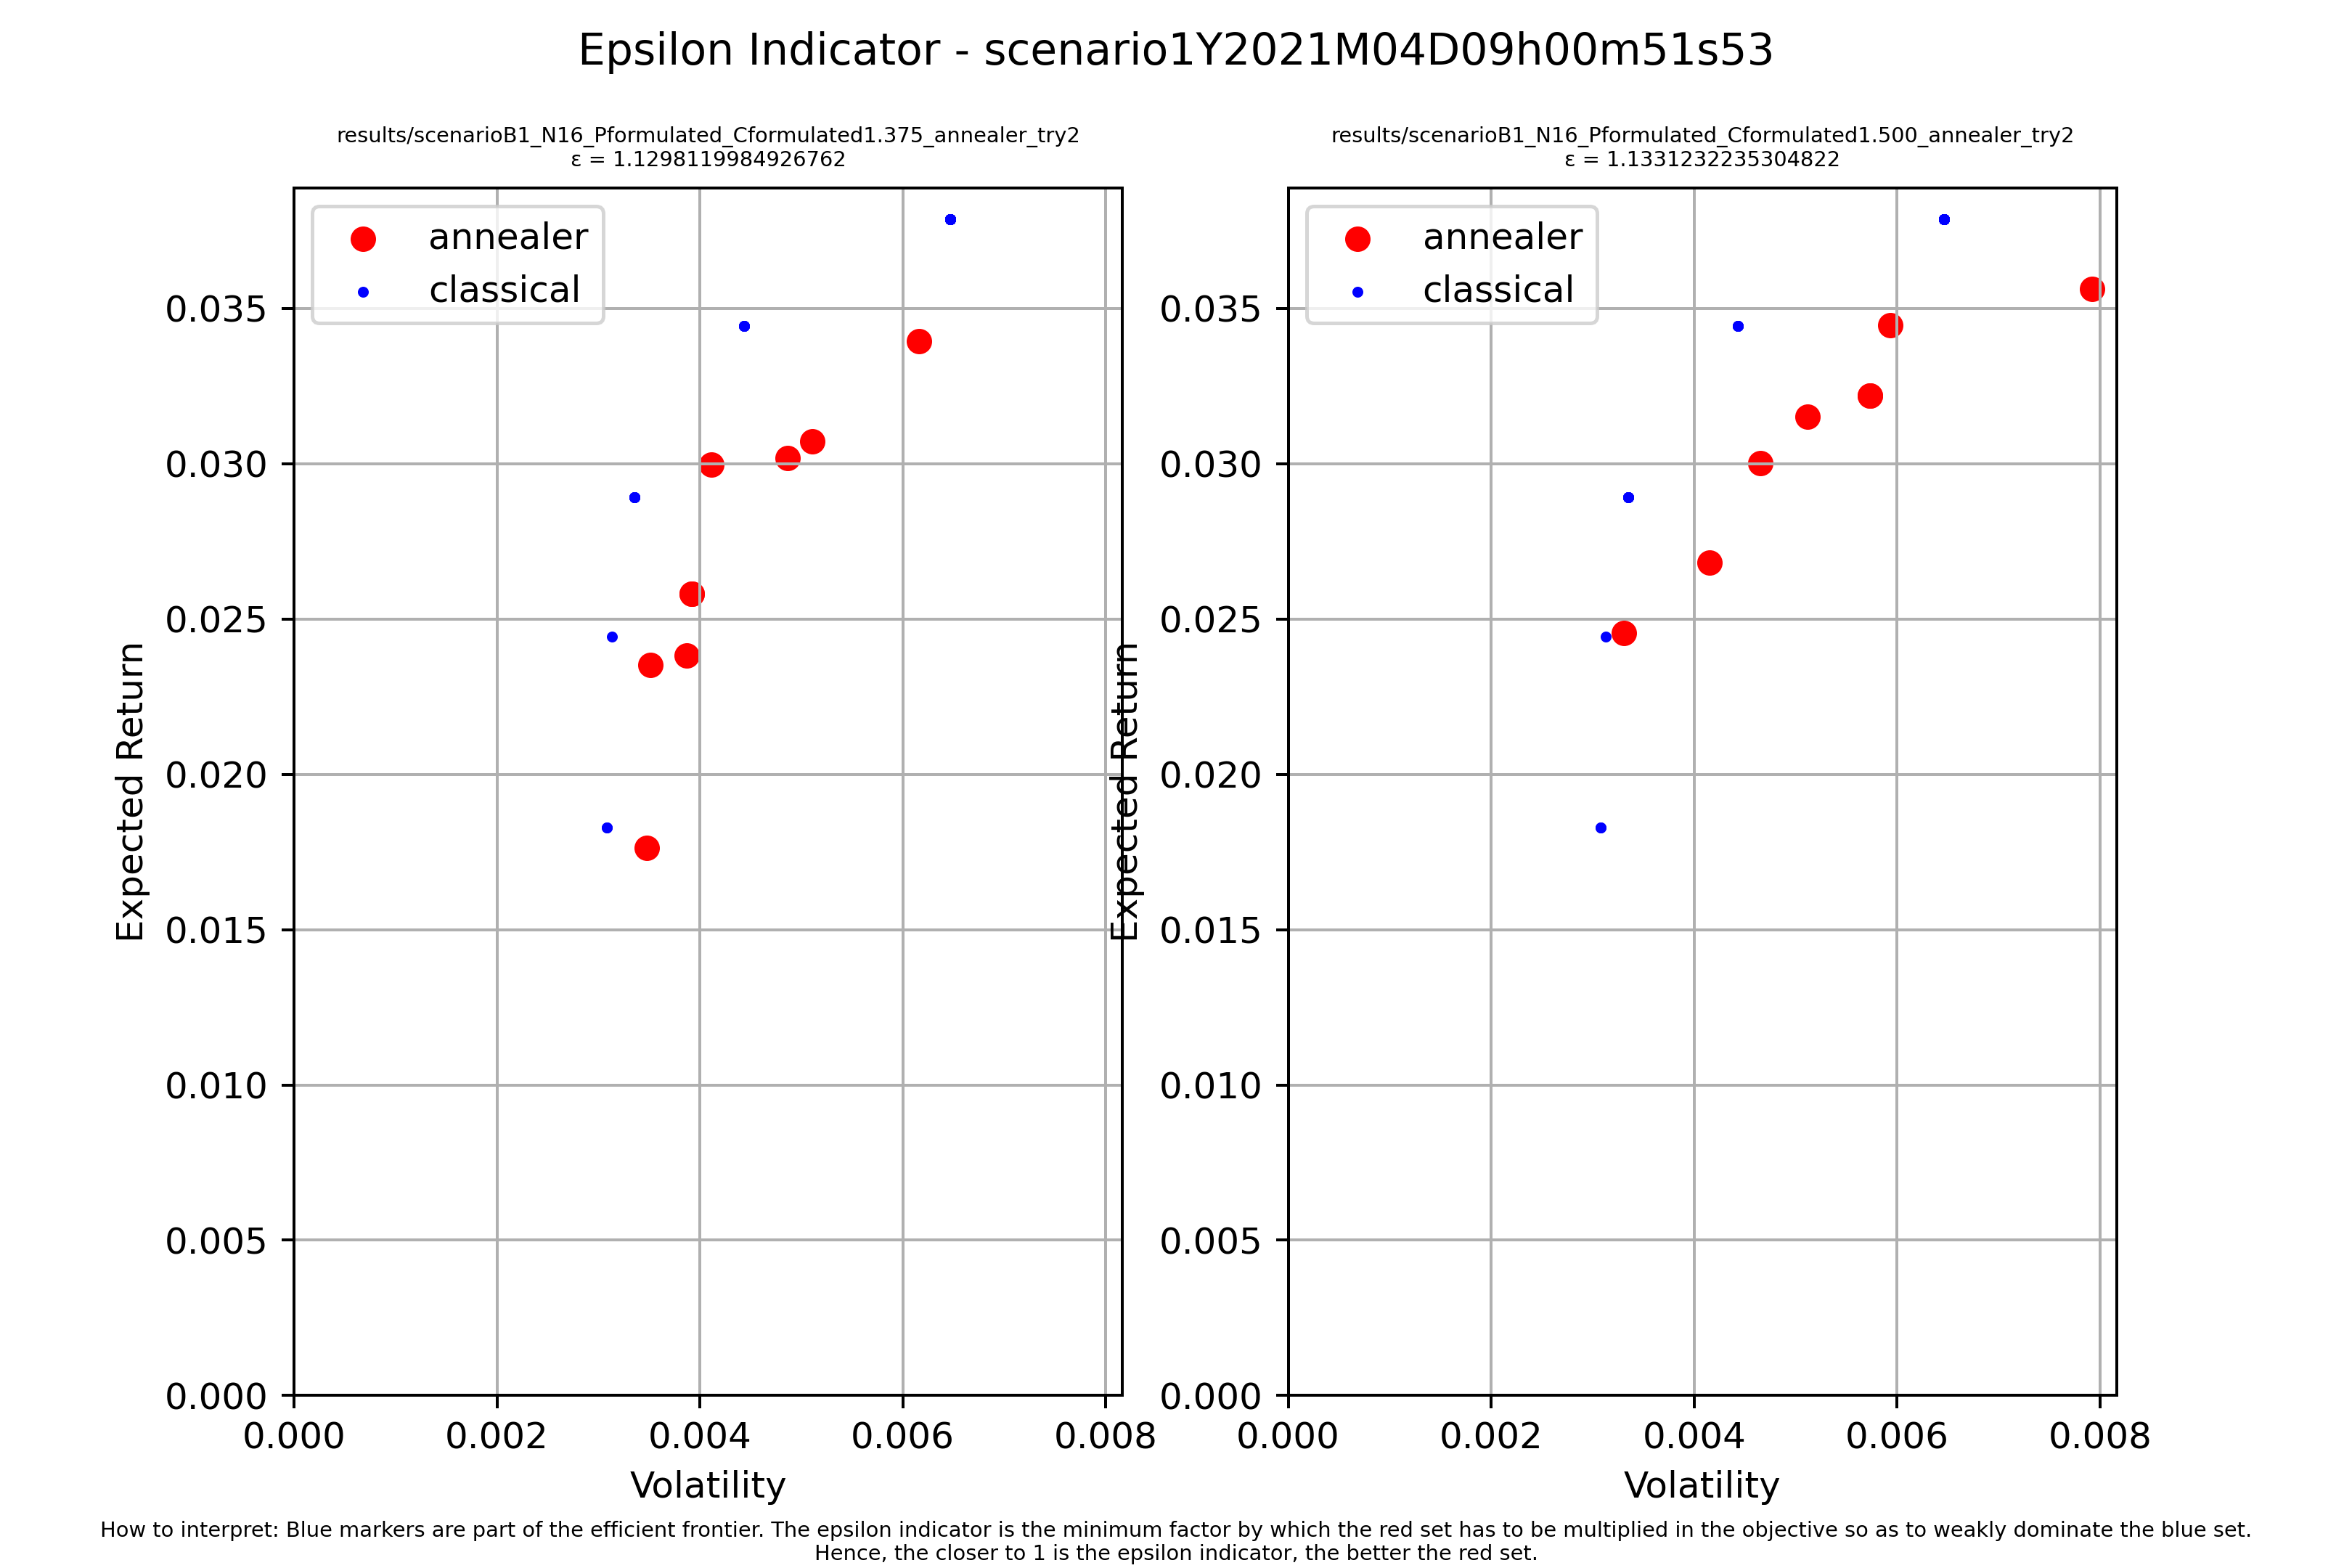 Epsilon Indicator - scenario1Y2021M04D09h00m51s53
results/scenarioB1_N16_Pformulated_Cformulated1.375_annealer_try2
ε = 1.1298119984926762
annealer
classical
0.035
0.030
0.025
0.020
0.015
0.010
0.005
0.000
Expected Return
0.000 0.002 0.004 0.006 0.008
Volatility
results/scenarioB1_N16_Pformulated_Cformulated1.500_annealer_try2
ε = 1.1331232235304822
annealer
classical
0.035
0.030
0.025
0.020
0.015
0.010
0.005
0.000
Expected Return
0.000 0.002 0.004 0.006 0.008
Volatility
How to interpret: Blue markers are part of the efficient frontier. The epsilon indicator is the minimum factor by which the red set has to be multiplied in the objective so as to weakly dominate the blue set.
Hence, the closer to 1 is the epsilon indicator, the better the red set.